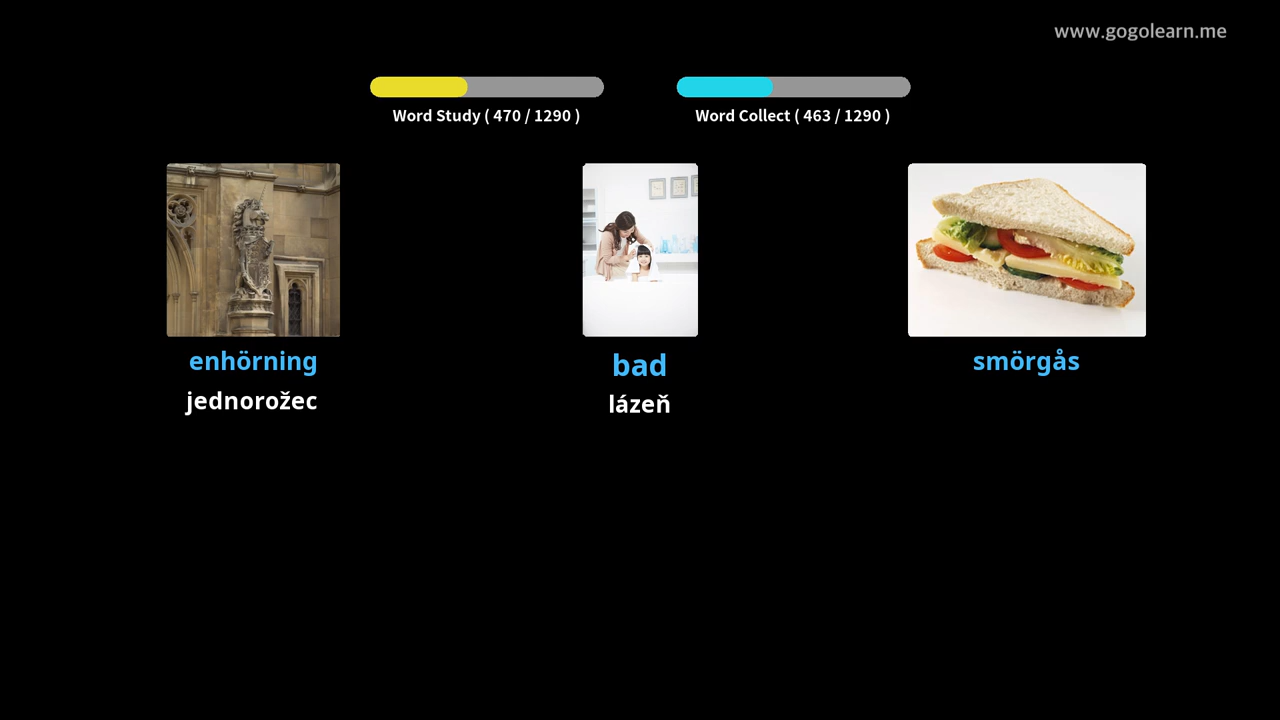 www.gogolearn.me
Word Study ( 470 / 1290 )
Word Collect ( 463 / 1290 )
enhörning
bad
smörgås
jednorožec
lázeň